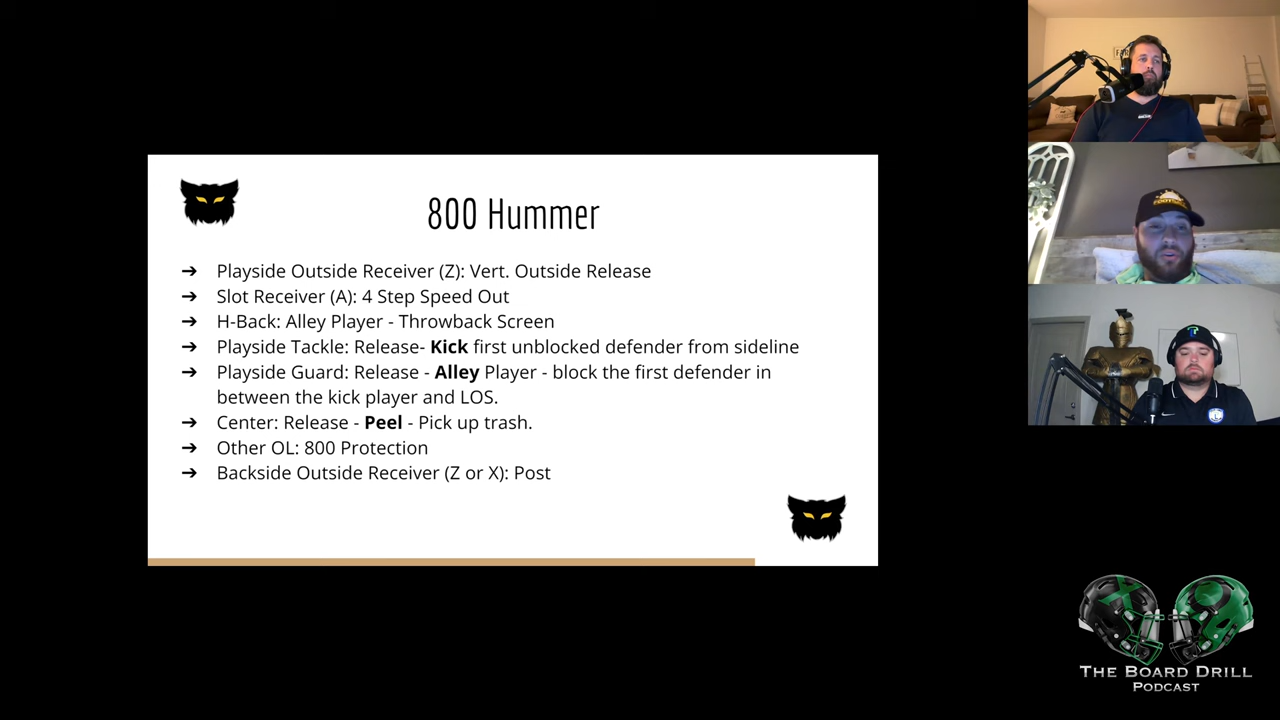 800 Hummer
➔ Playside Outside Receiver (Z): Vert. Outside Release
➔ Slot Receiver (A): 4 Step Speed Out
➔ H-Back: Alley Player - Throwback Screen
➔ Playside Tackle: Release- Kick first unblocked defender from sideline
➔ Playside Guard: Release - Alley Player - block the first defender in
between the kick player and LOS.
➔ Center: Release - Peel - Pick up trash.
➔ Other OL: 800 Protection
➔ Backside Outside Receiver (Z or X): Post
THE BOARD DRILL
PODCAST